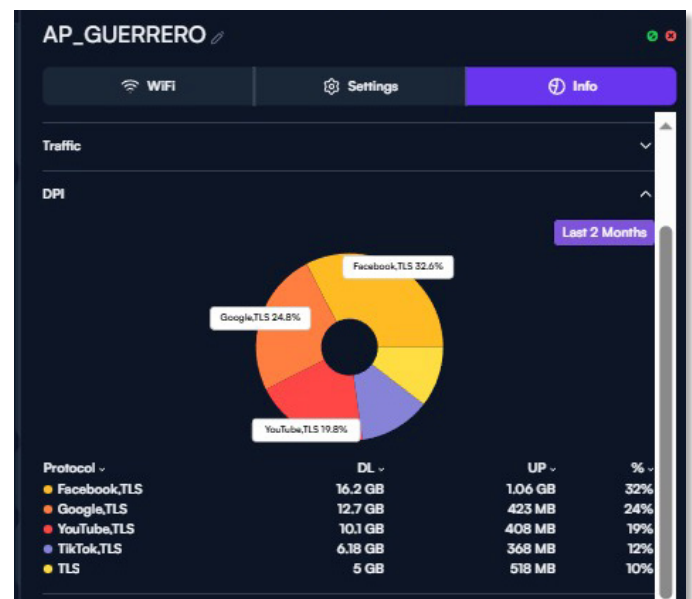 AP_GUERRERO
WiFi Settings Info
Traffic
DPI
Last 2 Months
Facebook,TLS 32.6%
Google,TLS 24.8%
YouTube,TLS 19.8%
Protocol DL UP %
Facebook,TLS 16.2 GB 1.06 GB 32%
Google,TLS 12.7 GB 423 MB 24%
YouTube,TLS 10.1 GB 408 MB 19%
TikTok,TLS 6.18 GB 368 MB 12%
TLS 5 GB 518 MB 10%